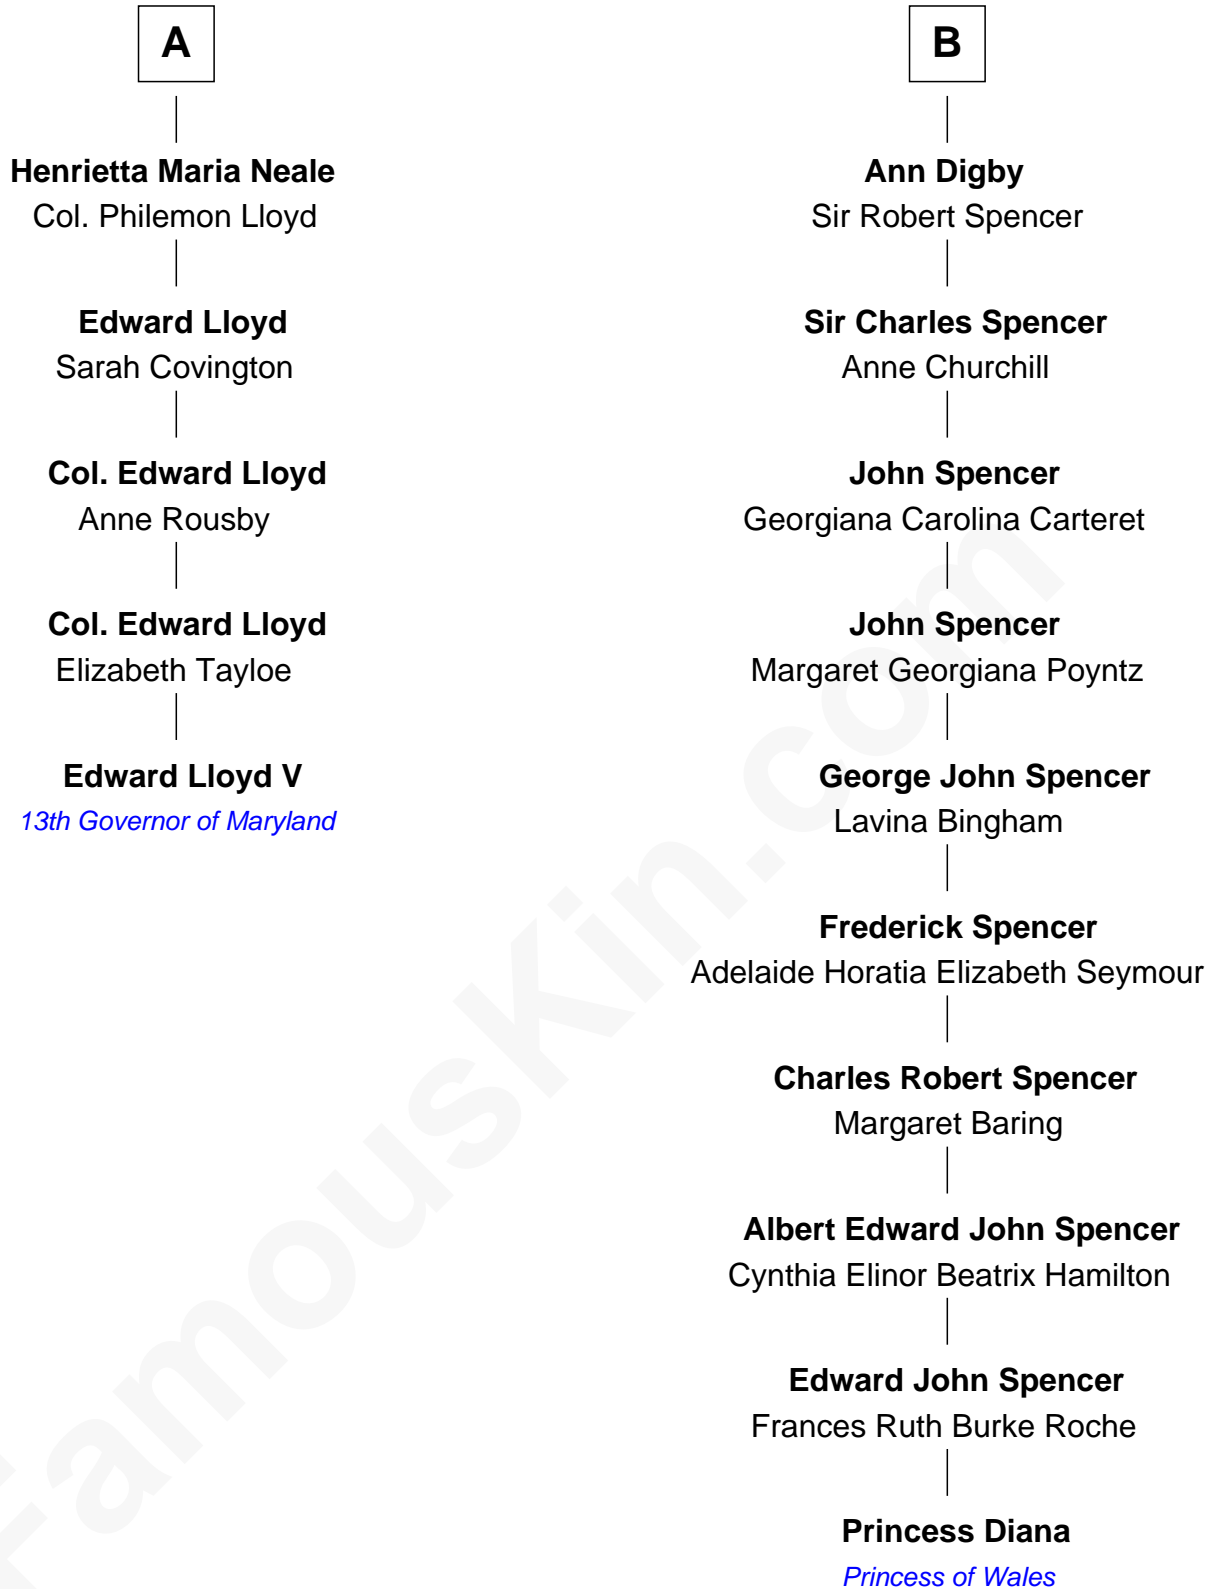 A
Henrietta Maria Neale
Col. Philemon Lloyd
Edward Lloyd
Sarah Covington
Col. Edward Lloyd
Anne Rousby
Col. Edward Lloyd
Elizabeth Tayloe
Edward Lloyd V
13th Governor of Maryland
B
Ann Digby
Sir Robert Spencer
Sir Charles Spencer
Anne Churchill
John Spencer
Georgiana Carolina Carteret
John Spencer
Margaret Georgiana Poyntz
George John Spencer
Lavina Bingham
Frederick Spencer
Adelaide Horatia Elizabeth Seymour
Charles Robert Spencer
Margaret Baring
Albert Edward John Spencer
Cynthia Elinor Beatrix Hamilton
Edward John Spencer
Frances Ruth Burke Roche
Princess Diana
Princess of Wales
FamousKin.com